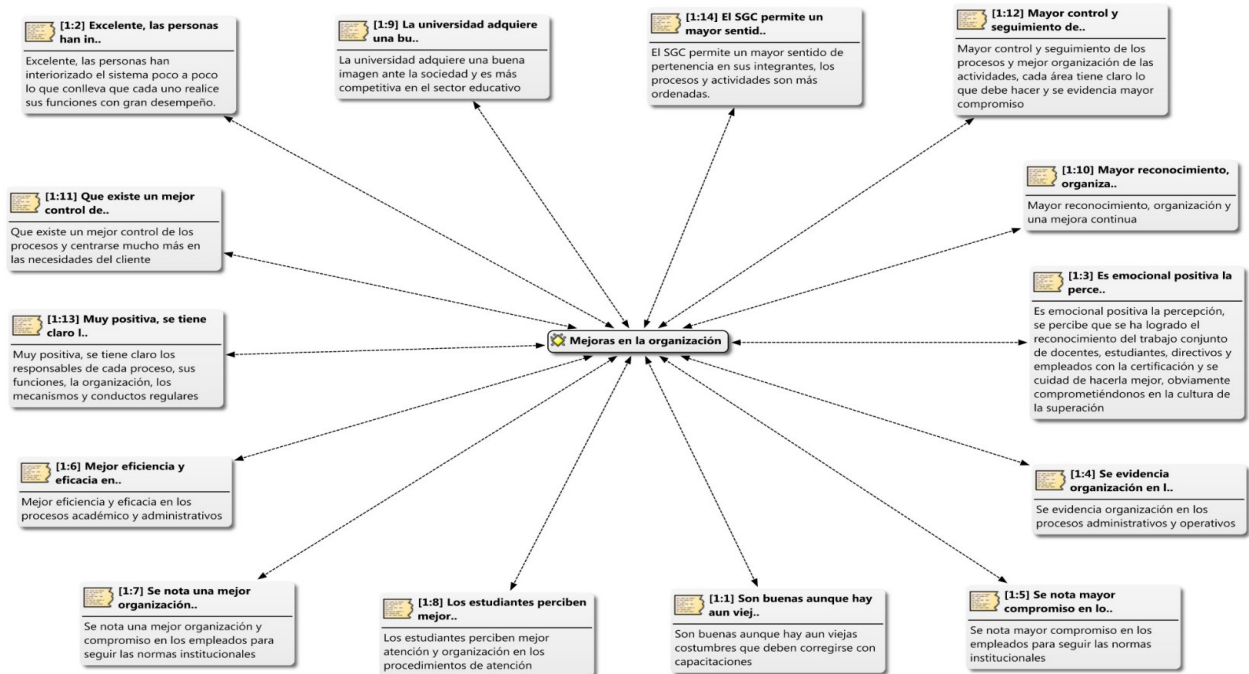 [1:2] Excelente, las personas
han in..
Excelente, las personas han
interiorizado el sistema poco a poco
lo que conlleva que cada uno realice
sus funciones con gran desempeño.
[1:9] La universidad adquiere
una bu..
La universidad adquiere una buena
imagen ante la sociedad y es más
competitiva en el sector educativo
[1:14] El SGC permite un
mayor sentid..
El SGC permite un mayor sentido de
pertenencia en sus integrantes, los
procesos y actividades son más
ordenadas.
[1:12] Mayor control y
seguimiento de..
Mayor control y seguimiento de los
procesos y mejor organización de las
actividades, cada área tiene claro lo
que debe hacer y se evidencia mayor
compromiso
[1:11] Que existe un mejor
control de..
Que existe un mejor control de los
procesos y centrarse mucho más en
las necesidades del cliente
[1:10] Mayor reconocimiento,
organiza..
Mayor reconocimiento, organización y
una mejora continua
[1:13] Muy positiva, se tiene
claro l..
Muy positiva, se tiene claro los
responsables de cada proceso, sus
funciones, la organización, los
mecanismos y conductos regulares
Mejoras en la organización
[1:3] Es emocional positiva la
perce..
Es emocional positiva la percepción,
se percibe que se ha logrado el
reconocimiento del trabajo conjunto
de docentes, estudiantes, directivos y
empleados con la certificación y se
cuidad de hacerla mejor, obviamente
comprometiéndonos en la cultura de
la superación
[1:6] Mejor eficiencia y
eficacia en..
Mejor eficiencia y eficacia en los
procesos académico y administrativos
[1:4] Se evidencia
organización en l..
Se evidencia organización en los
procesos administrativos y operativos
[1:7] Se nota una mejor
organización..
Se nota una mejor organización y
compromiso en los empleados para
seguir las normas institucionales
[1:8] Los estudiantes perciben
mejor..
Los estudiantes perciben mejor
atención y organización en los
procedimientos de atención
[1:1] Son buenas aunque hay
aun viej..
Son buenas aunque hay aun viejas
costumbres que deben corregirse con
capacitaciones
[1:5] Se nota mayor
compromiso en lo..
Se nota mayor compromiso en los
empleados para seguir las normas
institucionales